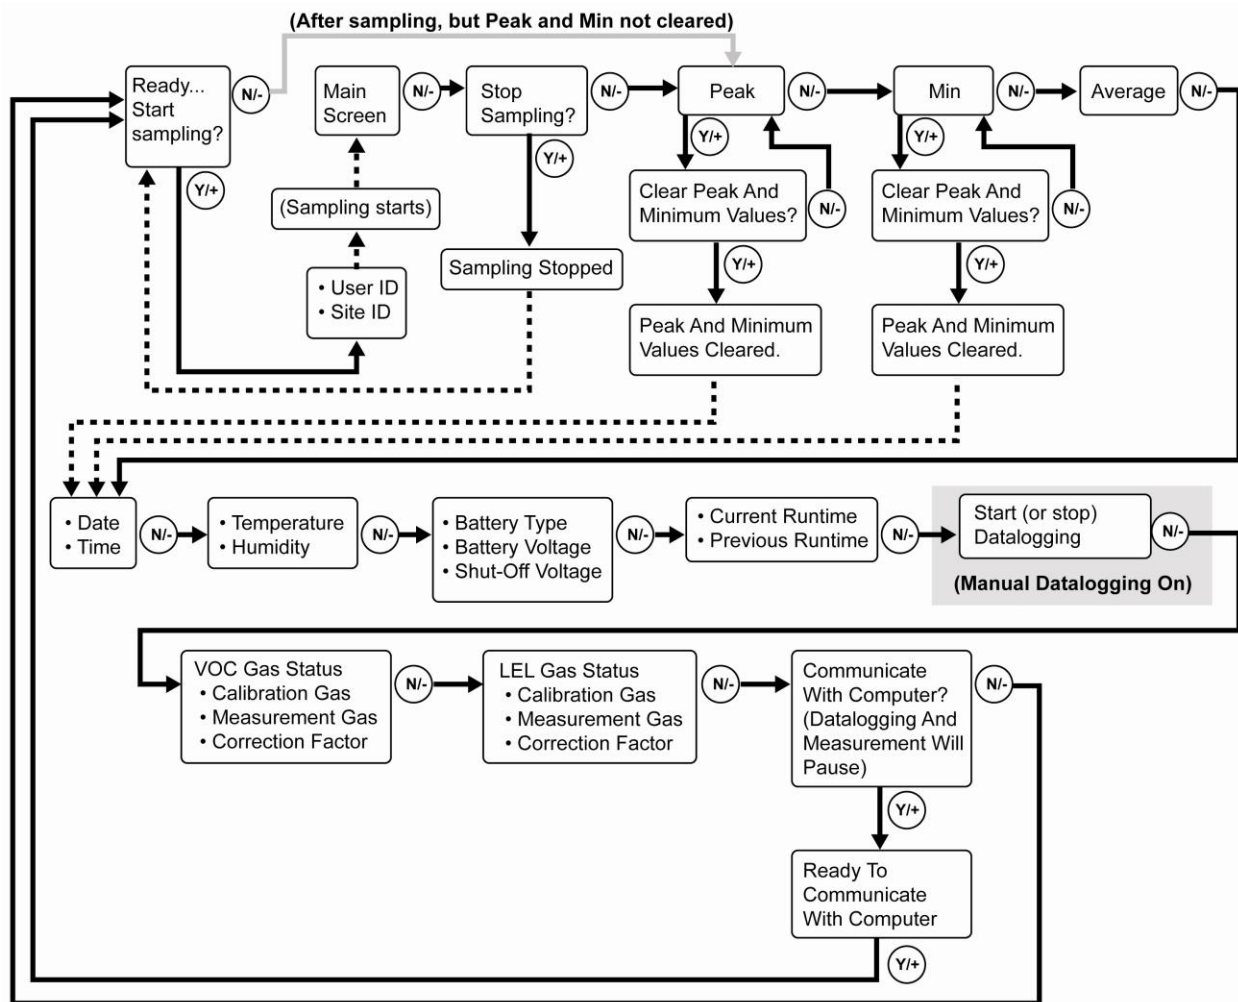 (After sampling, but Peak and Min not cleared)
Ready...
Start
sampling?
N/-
Y/+
Main
Screen
N/-
Stop
Sampling?
N/-
Y/+
Peak
N/-
Y/+
Min
N/-
Y/+
Average
N/-
(Sampling starts)
• User ID
• Site ID
Sampling Stopped
Clear Peak And
Minimum Values?
N/-
Y/+
Clear Peak And
Minimum Values?
N/-
Y/+
Peak And Minimum
Values Cleared.
Peak And Minimum
Values Cleared.
• Date
• Time
N/-
• Temperature
• Humidity
N/-
• Battery Type
• Battery Voltage
• Shut-Off Voltage
N/-
• Current Runtime
• Previous Runtime
N/-
Start (or stop)
Datalogging
N/-
(Manual Datalogging On)
VOC Gas Status
• Calibration Gas
• Measurement Gas
• Correction Factor
N/-
LEL Gas Status
• Calibration Gas
• Measurement Gas
• Correction Factor
N/-
Communicate
With Computer?
(Datalogging And
Measurement Will
Pause)
N/-
Y/+
Ready To
Communicate
With Computer
Y/+